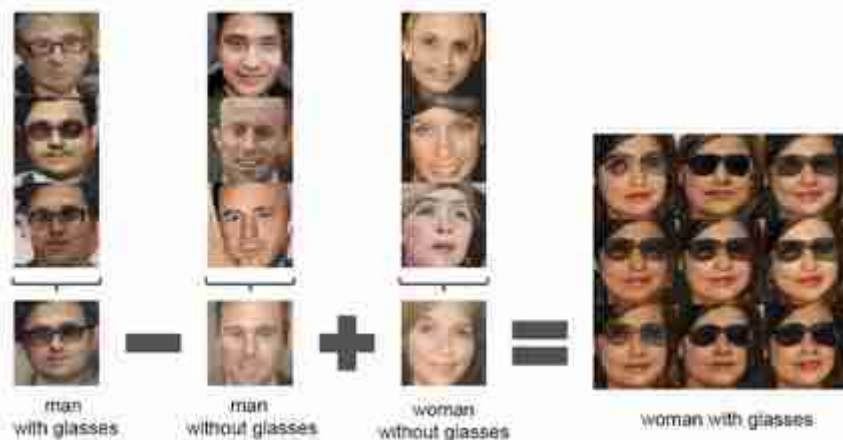 man
with glasses
man
without glasses
woman
without glasses
woman with glasses